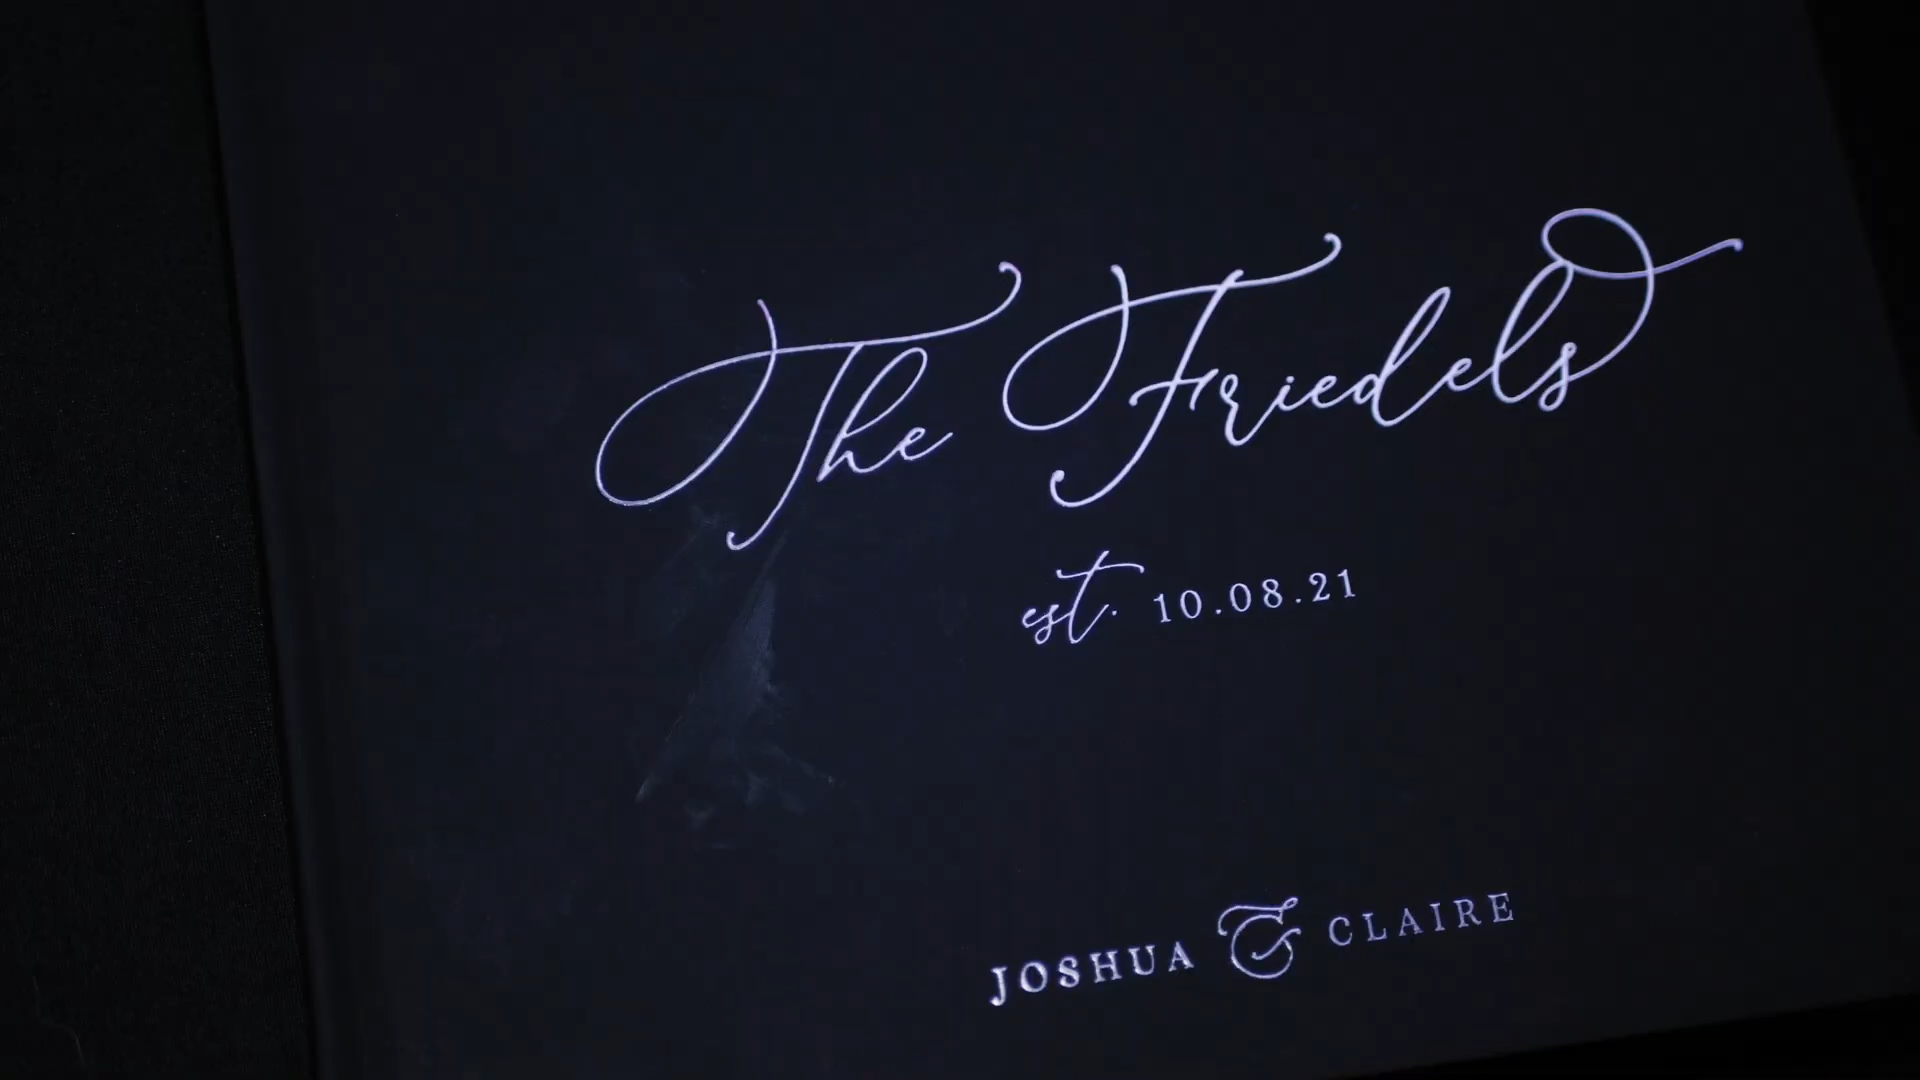 The Friedels
est. 10.08.21
JOSHUA & CLAIRE